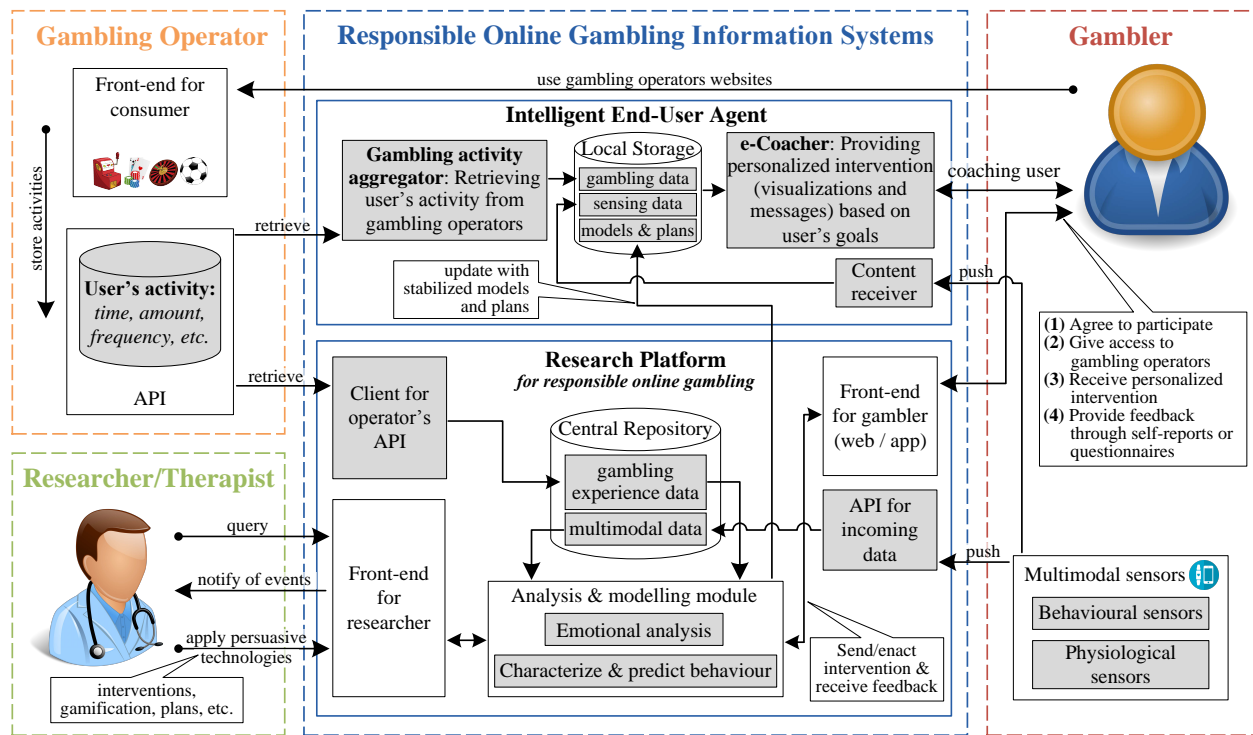 Gambling Operator
Front-end for
consumer
store activities
User's activity:
time, amount,
frequency, etc.
API
Researcher/Therapist
query
notify of events
apply persuasive
technologies
interventions,
gamification, plans, etc.
Responsible Online Gambling Information Systems
use gambling operators websites
Intelligent End-User Agent
retrieve
Gambling activity
aggregator: Retrieving
user's activity from
gambling operators
Local Storage
gambling data
sensing data
models & plans
e-Coacher: Providing
personalized intervention
(visualizations and
messages) based on
user's goals
coaching user
update with
stabilized models
and plans
Content
receiver
push
Research Platform
for responsible online gambling
retrieve
Client for
operator's
API
Central Repository
gambling
experience data
multimodal data
Front-end
for gambler
(web / app)
API for
incoming
data
push
Front-end
for
researcher
Analysis & modelling module
Emotional analysis
Characterize & predict behaviour
Send/enact
intervention &
receive feedback
Gambler
(1) Agree to participate
(2) Give access to
gambling operators
(3) Receive personalized
intervention
(4) Provide feedback
through self-reports or
questionnaires
Multimodal sensors
Behavioural sensors
Physiological
sensors